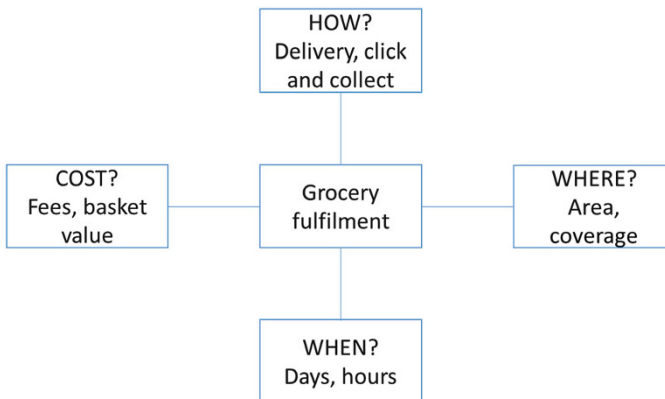 HOW?
Delivery, click
and collect
COST?
Fees, basket
value
Grocery
fulfilment
WHERE?
Area,
coverage
WHEN?
Days, hours